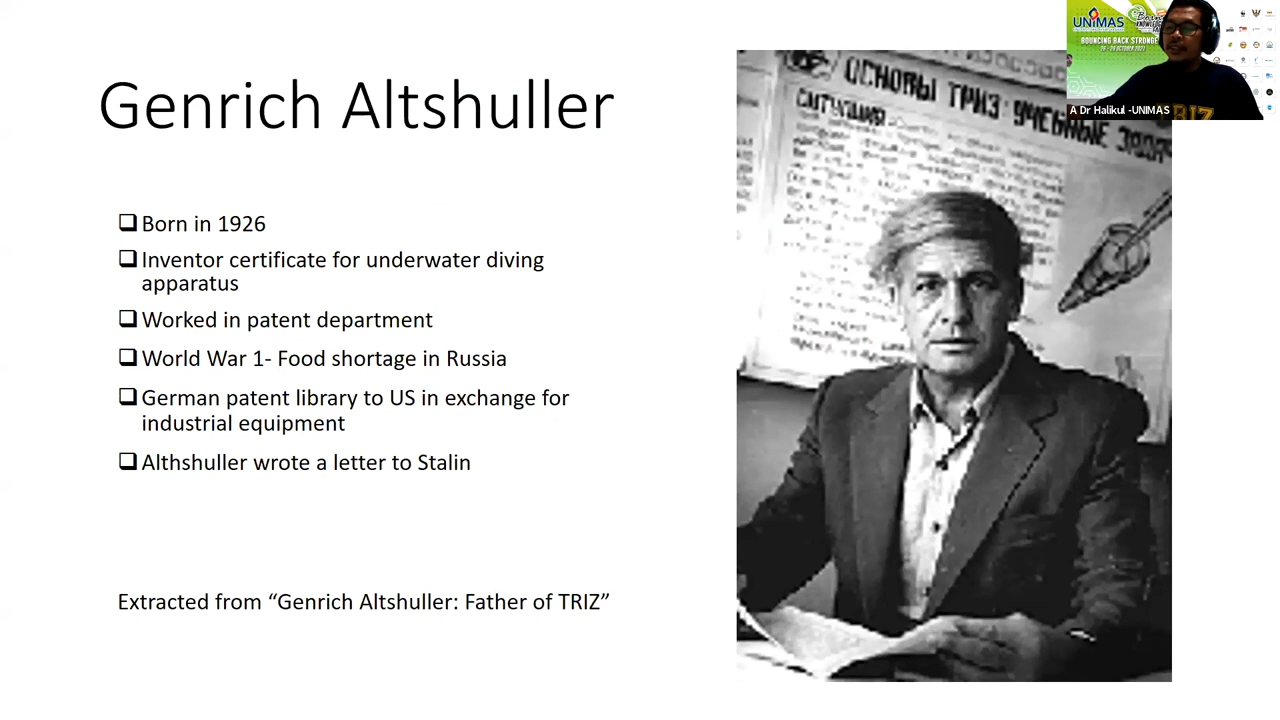 Genrich Altshuller
Born in 1926
Inventor certificate for underwater diving
apparatus
Worked in patent department
World War 1- Food shortage in Russia
German patent library to US in exchange for
industrial equipment
Althshuller wrote a letter to Stalin
Extracted from “Genrich Altshuller: Father of TRIZ”
ОСНОВЫ ТРИЗ УЧЕБНЫЕ
СИТУАЦИЯ
UNIMAS
BOUNCING BACK STRONGE
A Dr Halikul -UNIMAS